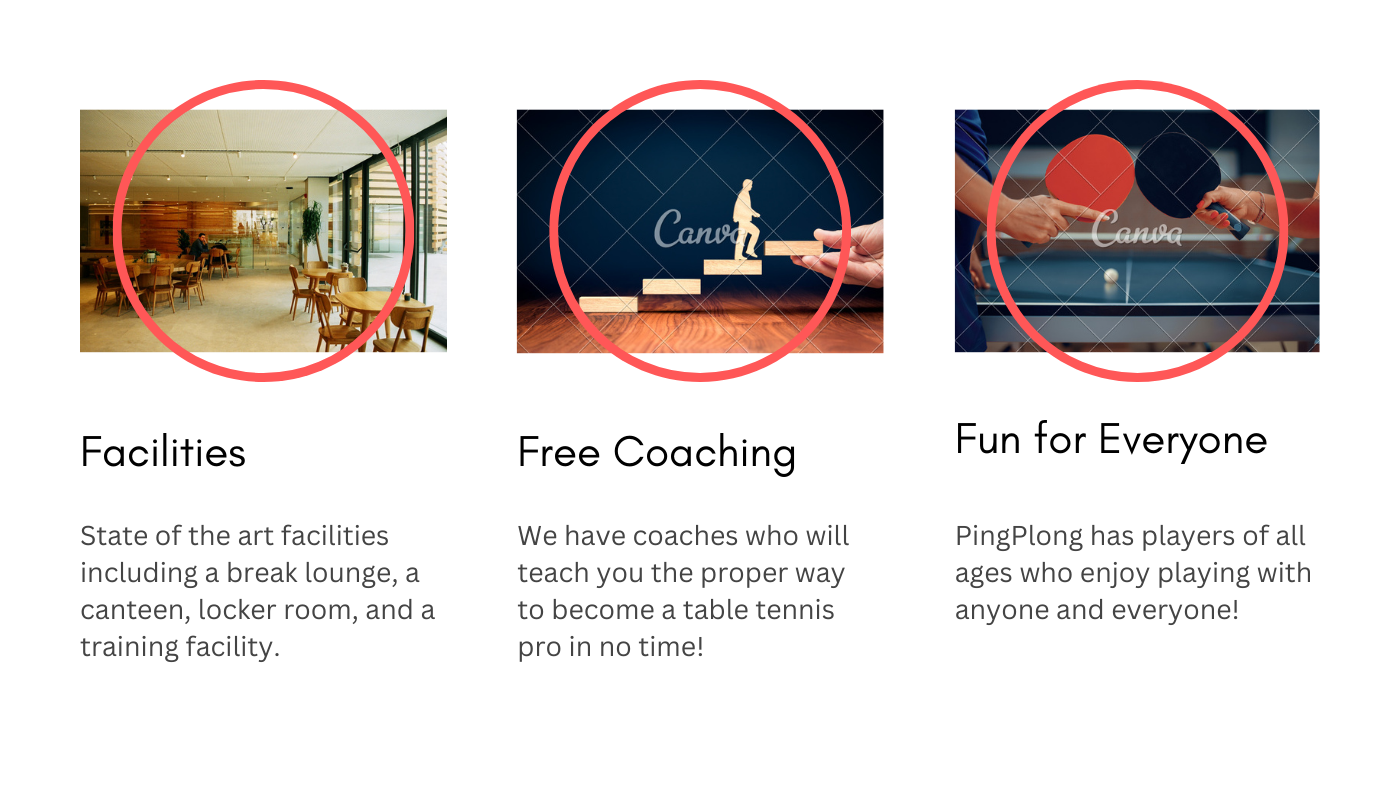 Canva
Canva
Facilities
Free Coaching
Fun for Everyone
State of the art facilities
including a break lounge, a
canteen, locker room, and a
training facility.
We have coaches who will
teach you the proper way
to become a table tennis
pro in no time!
PingPlong has players of all
ages who enjoy playing with
anyone and everyone!